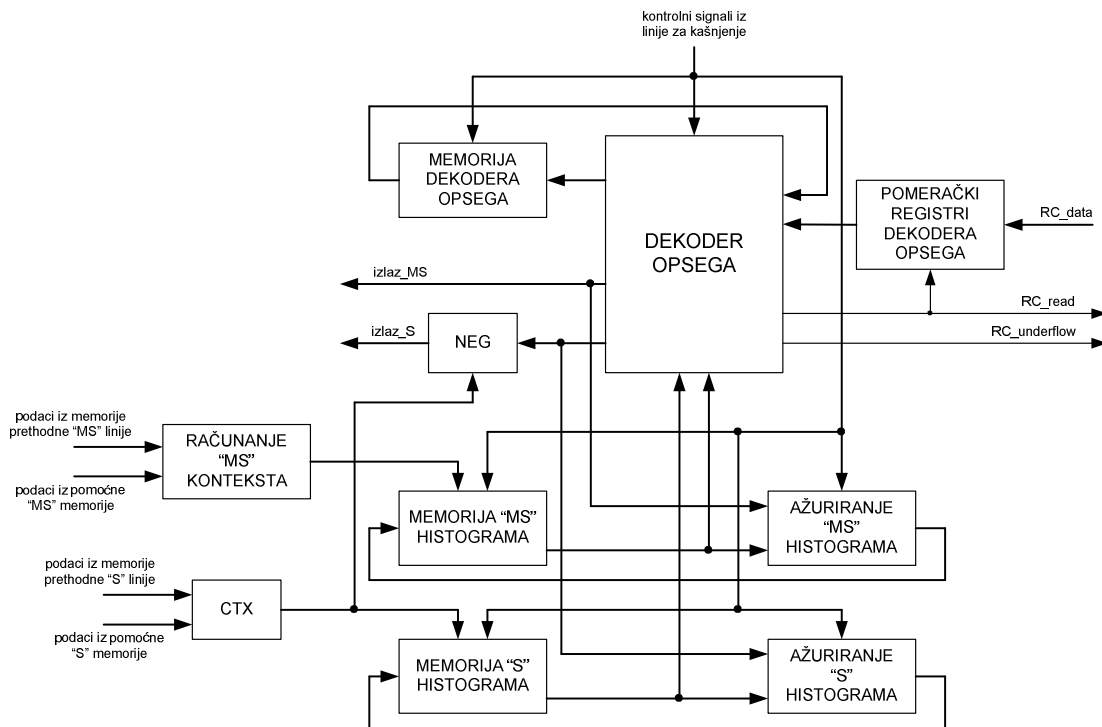 kontrolni signali iz
linije za kašnjenje
MEMORIJA
DEKODERA
OPSEGA
DEKODER
OPSEGA
POMERAČKI
REGISTRI
DEKODERA
OPSEGA
RC_data
izlaz_MS
RC_read
izlaz_S
NEG
RC_underflow
podaci iz memorije
prethodne “MS” linije
podaci iz pomoćne
“MS” memorije
RAČUNANJE
“MS”
KONTEKSTA
MEMORIJA “MS”
HISTOGRAMA
AŽURIRANJE
“MS”
HISTOGRAMA
podaci iz memorije
prethodne “S” linije
podaci iz pomoćne
“S” memorije
CTX
MEMORIJA “S”
HISTOGRAMA
AŽURIRANJE
“S”
HISTOGRAMA